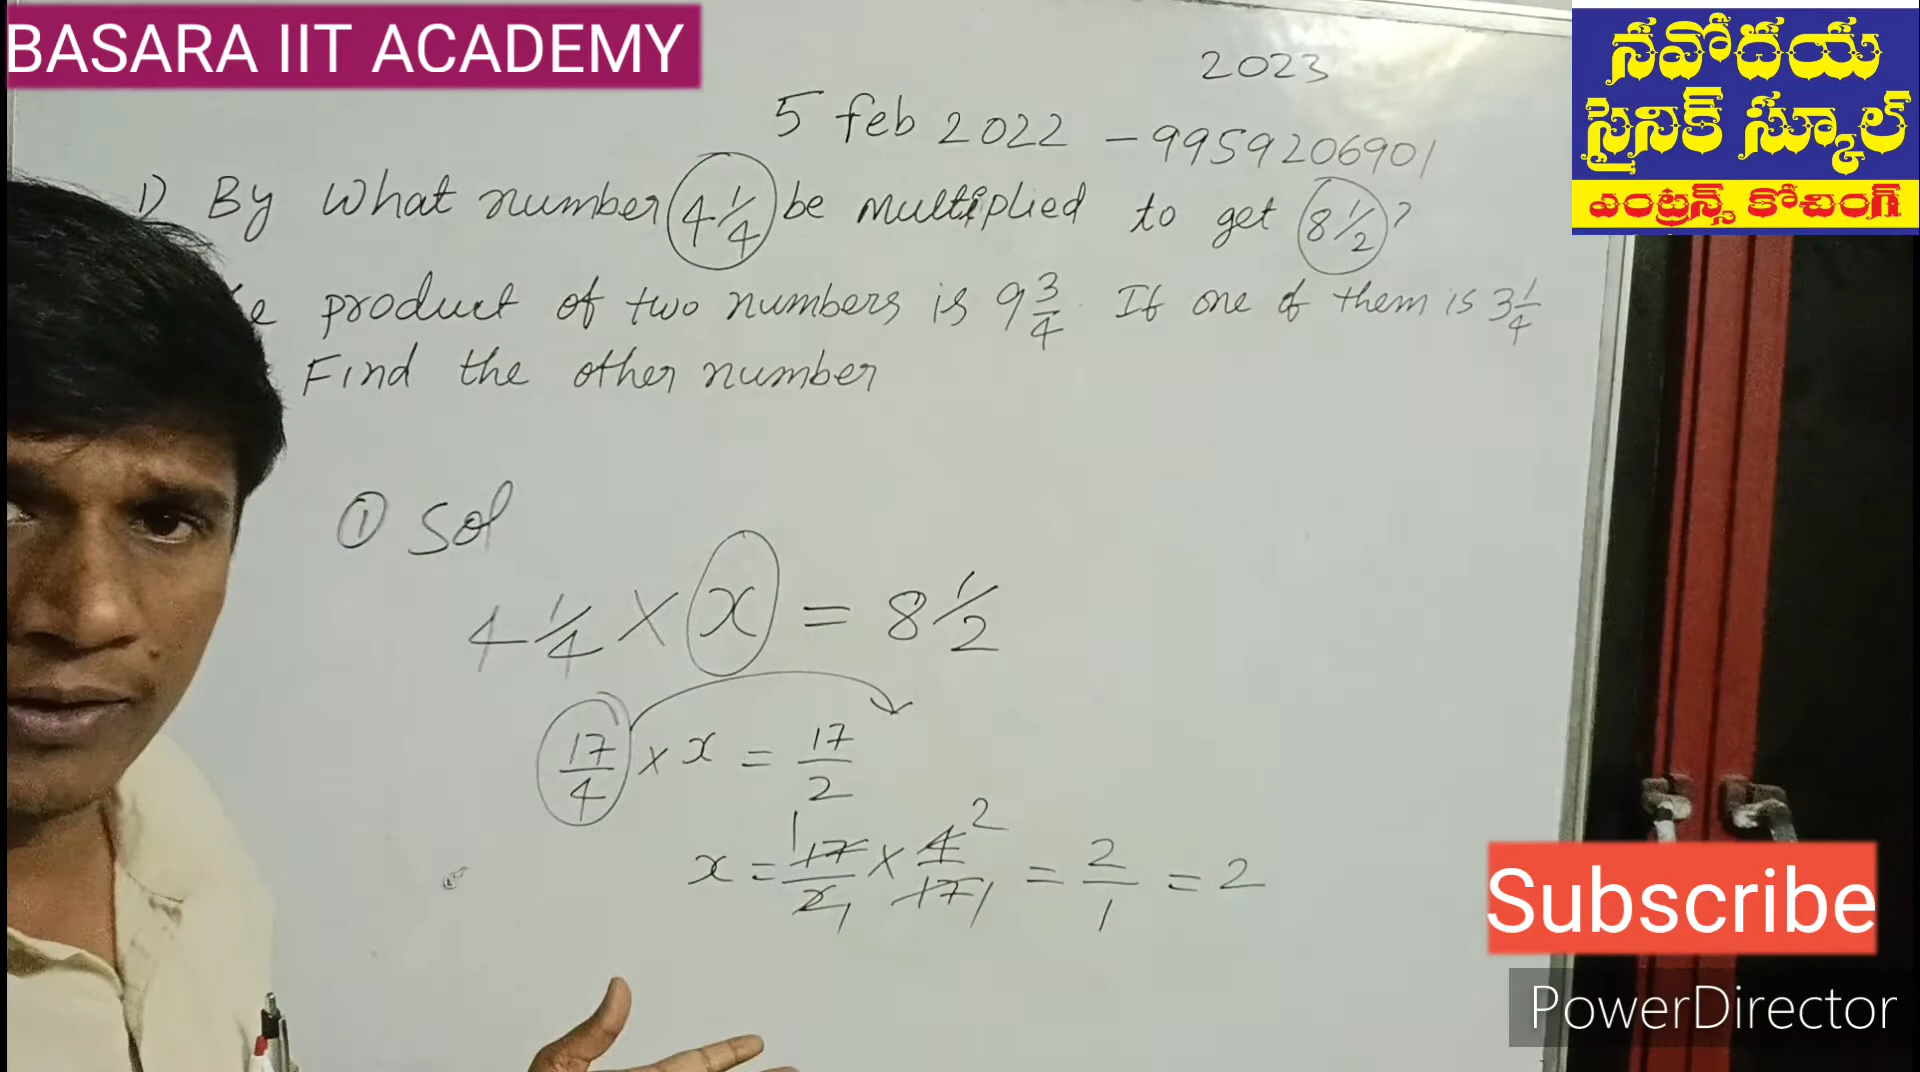 BASARA IIT ACADEMY
నవోదయ
సైనిక్ స్కూల్
ఎంట్రన్స్ కోచింగ్
2023
5 feb 2022 - 9959206901
1) By what number 4 1/4 be multiplied to get 8 1/2?
product of two numbers is 9 3/4. If one of them is 3 1/4
Find the other number
① Sol
4 1/4 × x = 8 1/2
17/4 × x = 17/2
x = 17/2 × 4/17 = 2/1 = 2
Subscribe
PowerDirector